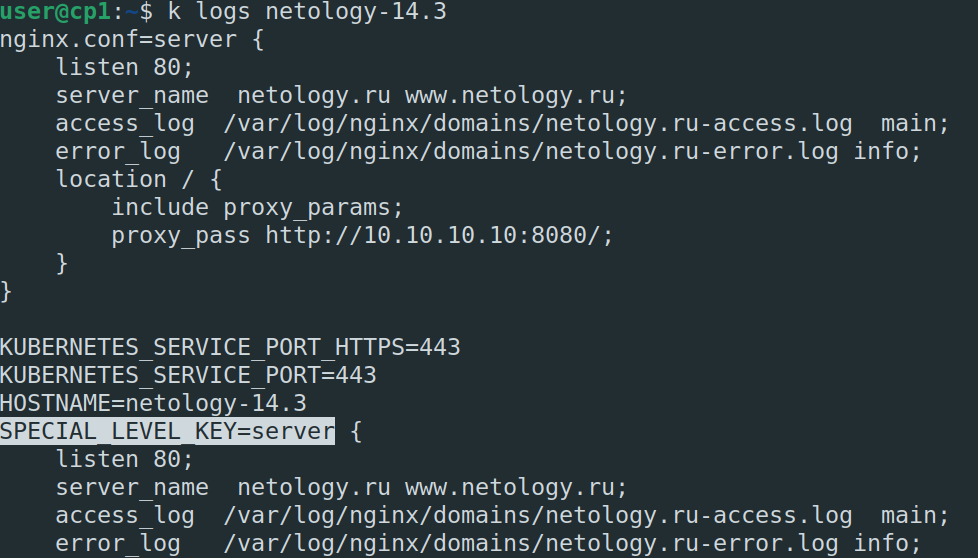 user@cp1:~$ k logs netology-14.3
nginx.conf=server {
    listen 80;
    server_name  netology.ru www.netology.ru;
    access_log  /var/log/nginx/domains/netology.ru-access.log  main;
    error_log   /var/log/nginx/domains/netology.ru-error.log info;
    location / {
        include proxy_params;
        proxy_pass http://10.10.10.10:8080/;
    }
}

KUBERNETES_SERVICE_PORT_HTTPS=443
KUBERNETES_SERVICE_PORT=443
HOSTNAME=netology-14.3
SPECIAL_LEVEL_KEY=server {
    listen 80;
    server_name  netology.ru www.netology.ru;
    access_log  /var/log/nginx/domains/netology.ru-access.log  main;
    error_log   /var/log/nginx/domains/netology.ru-error.log info;